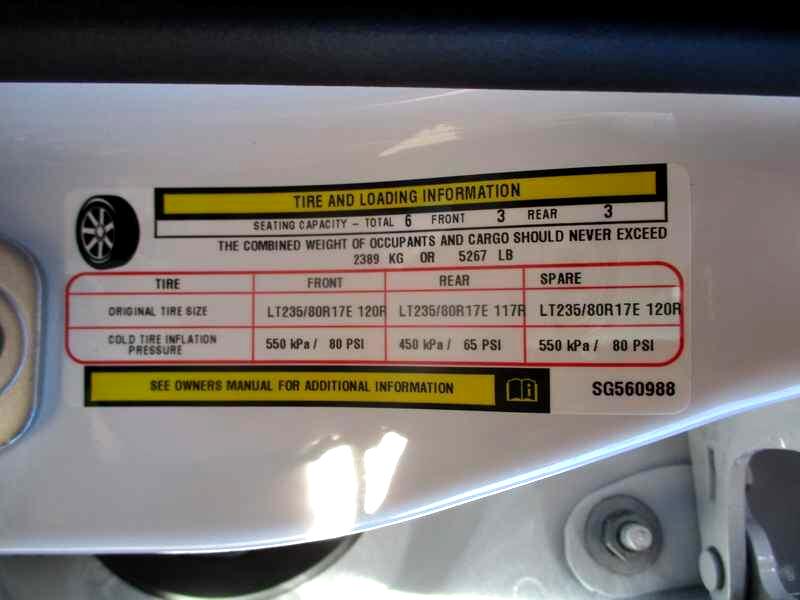 TIRE AND LOADING INFORMATION
SEATING CAPACITY - TOTAL 6 FRONT 3 REAR 3
THE COMBINED WEIGHT OF OCCUPANTS AND CARGO SHOULD NEVER EXCEED
2389 KG OR 5267 LB
TIRE FRONT REAR SPARE
ORIGINAL TIRE SIZE LT235/80R17E 120R LT235/80R17E 117R LT235/80R17E 120R
COLD TIRE INFLATION
PRESSURE 550 kPa / 80 PSI 450 kPa / 65 PSI 550 kPa / 80 PSI
SEE OWNERS MANUAL FOR ADDITIONAL INFORMATION
SG560988